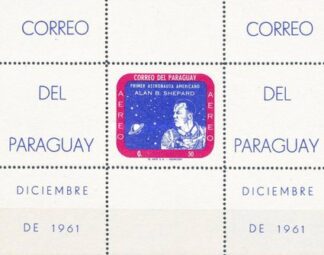 CORREO
CORREO
DEL
DEL
PARAGUAY
PARAGUAY
DICIEMBRE
DICIEMBRE
DE 1961
DE 1961
CORREO DEL PARAGUAY
PRIMER ASTRONAUTA AMERICANO
ALAN B. SHEPARD
AEREO
AEREO